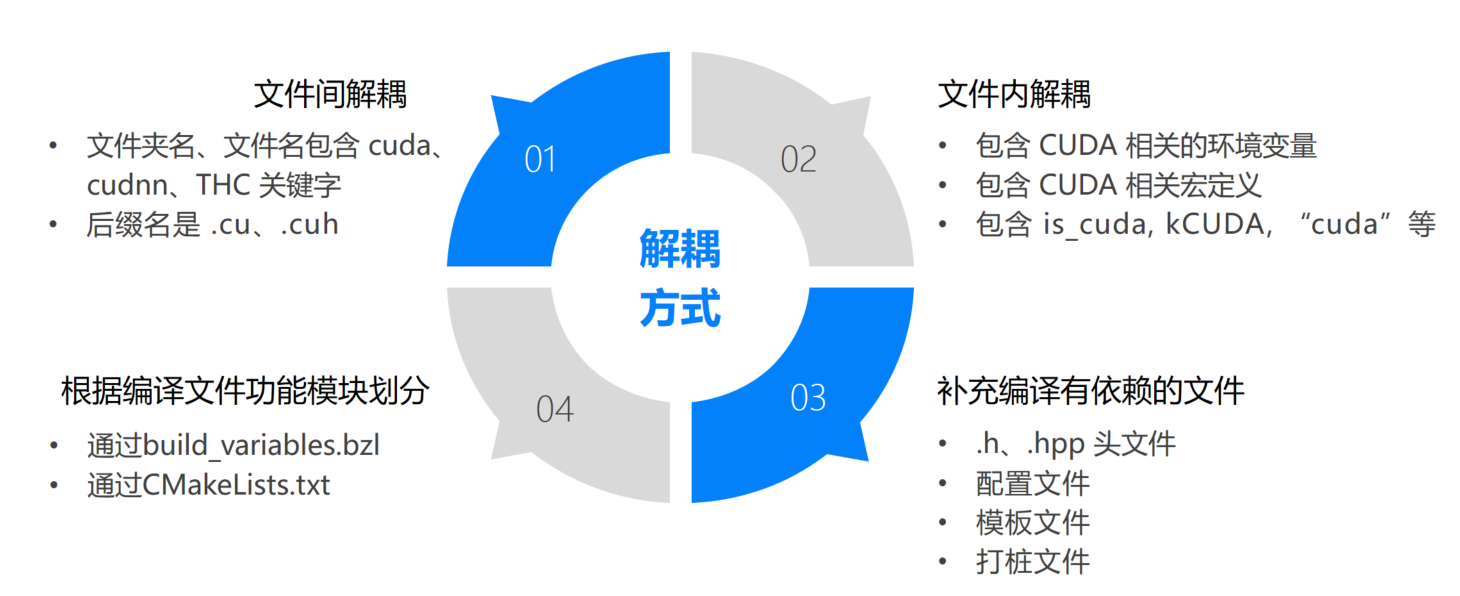 文件间解耦
• 文件夹名、文件名包含 cuda、
cudnn、THC 关键字
• 后缀名是 .cu、.cuh
01
02
文件内解耦
• 包含 CUDA 相关的环境变量
• 包含 CUDA 相关宏定义
• 包含 is_cuda, kCUDA, “cuda” 等
解耦
方式
根据编译文件功能模块划分
• 通过build_variables.bzl
• 通过CMakeLists.txt
04
03
补充编译有依赖的文件
• .h、.hpp 头文件
• 配置文件
• 模板文件
• 打桩文件